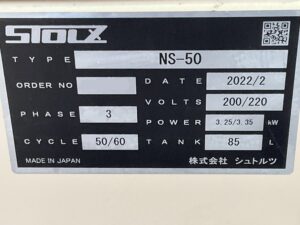 STOLZ
TYPE NS-50
ORDER NO DATE 2022/2
PHASE 3 VOLTS 200/220
POWER 3.25/3.35 kW
CYCLE 50/60 TANK 85 L
MADE IN JAPAN 株式会社 シュトルツ